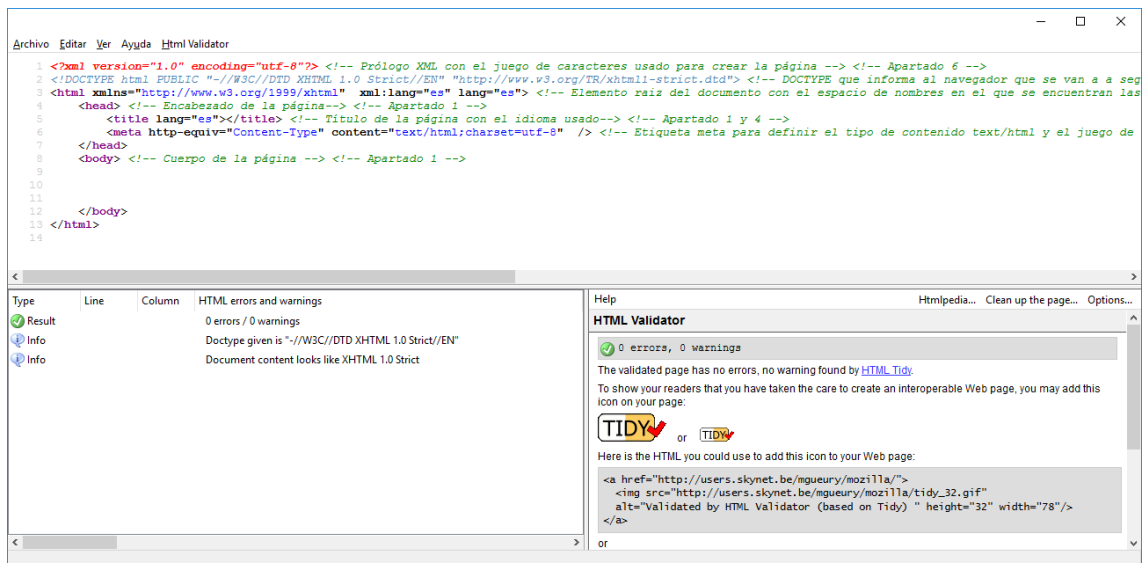 Archivo Editar Ver Ayuda Html Validator
1 <?xml version="1.0" encoding="utf-8"?> <!-- Prólogo XML con el juego de caracteres usado para crear la página --> <!-- Apartado 6 -->
2 <!DOCTYPE html PUBLIC "-//W3C//DTD XHTML 1.0 Strict//EN" "http://www.w3.org/TR/xhtml1-strict.dtd"> <!-- DOCTYPE que informa al navegador que se van a a seg
3 <html xmlns="http://www.w3.org/1999/xhtml" xml:lang="es" lang="es"> <!-- Elemento raiz del documento con el espacio de nombres en el que se encuentran las
4 <head> <!-- Encabezado de la página--> <!-- Apartado 1 -->
5 <title lang="es"></title> <!-- Título de la página con el idioma usado--> <!-- Apartado 1 y 4 -->
6 <meta http-equiv="Content-Type" content="text/html;charset=utf-8" /> <!-- Etiqueta meta para definir el tipo de contenido text/html y el juego de
7 </head>
8 <body> <!-- Cuerpo de la página --> <!-- Apartado 1 -->
9
10
11
12 </body>
13 </html>
14
Type Line Column HTML errors and warnings
Result 0 errors / 0 warnings
Info Doctype given is "-//W3C//DTD XHTML 1.0 Strict//EN"
Info Document content looks like XHTML 1.0 Strict
Help Htmlpedia... Clean up the page... Options...
HTML Validator
0 errors, 0 warnings
The validated page has no errors, no warning found by HTML Tidy.
To show your readers that you have taken the care to create an interoperable Web page, you may add this
icon on your page:
TIDY or TIDY
Here is the HTML you could use to add this icon to your Web page:
<a href="http://users.skynet.be/mgueury/mozilla/">
<img src="http://users.skynet.be/mgueury/mozilla/tidy_32.gif"
alt="Validated by HTML Validator (based on Tidy) " height="32" width="78"/>
</a>
or